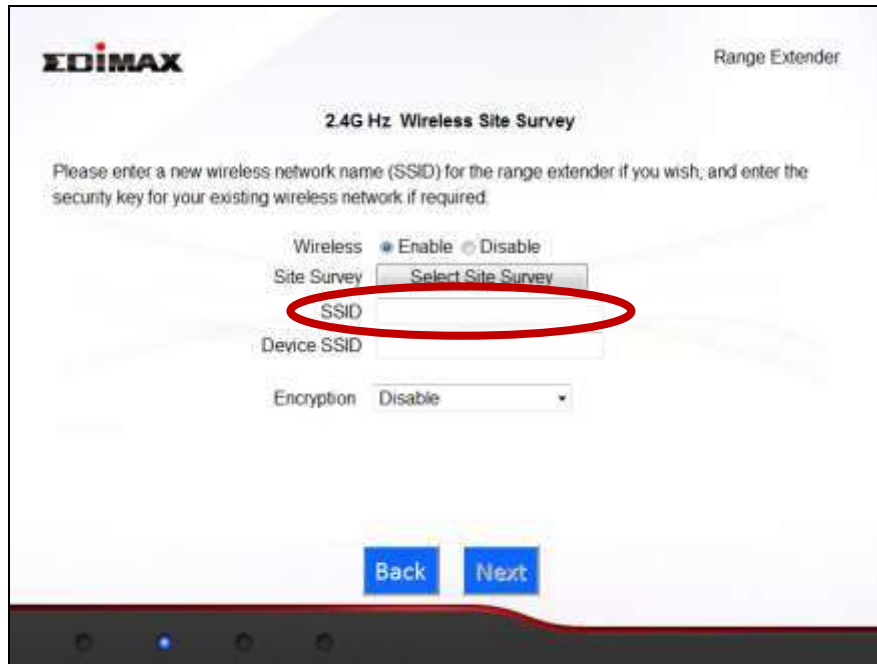 EDIMAX
Range Extender
2.4G Hz Wireless Site Survey
Please enter a new wireless network name (SSID) for the range extender if you wish, and enter the
security key for your existing wireless network if required.
Wireless Enable Disable
Site Survey Select Site Survey
SSID
Device SSID
Encryption Disable
Back Next